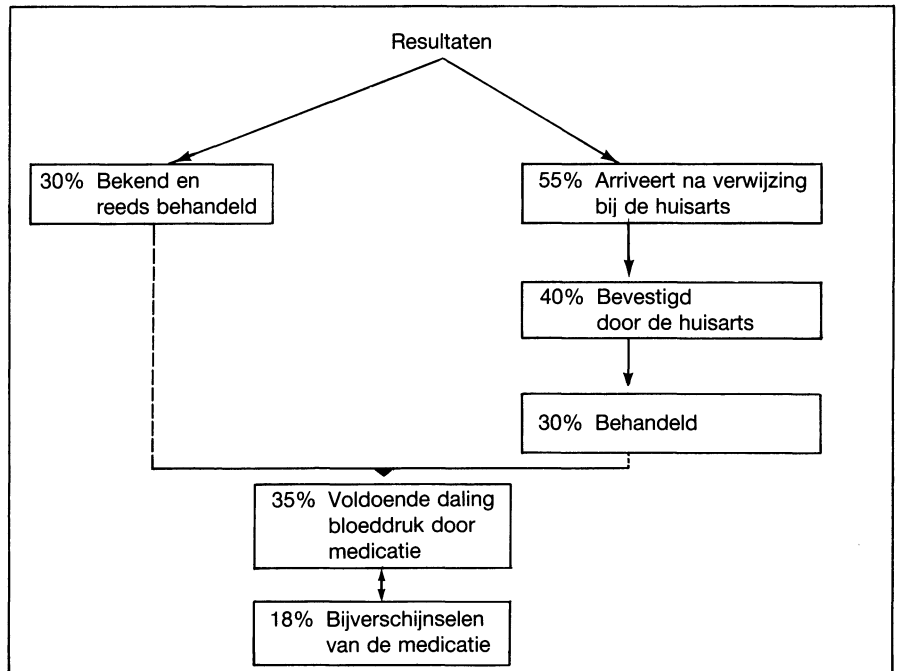 Resultaten
30% Bekend en
reeds behandeld
55% Arriveert na verwijzing
bij de huisarts
40% Bevestigd
door de huisarts
30% Behandeld
35% Voldoende daling
bloeddruk door
medicatie
18% Bijverschijnselen
van de medicatie